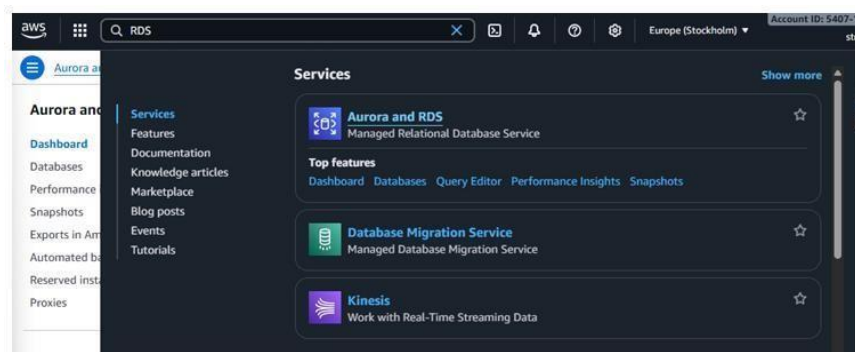 aws
RDS
Europe (Stockholm)
Account ID: 5407-
Aurora
Aurora and
Dashboard
Databases
Performance
Snapshots
Exports in Am
Automated ba
Reserved inst
Proxies
Services
Features
Documentation
Knowledge articles
Marketplace
Blog posts
Events
Tutorials
Services
Show more
Aurora and RDS
Managed Relational Database Service
Top features
Dashboard Databases Query Editor Performance Insights Snapshots
Database Migration Service
Managed Database Migration Service
Kinesis
Work with Real-Time Streaming Data